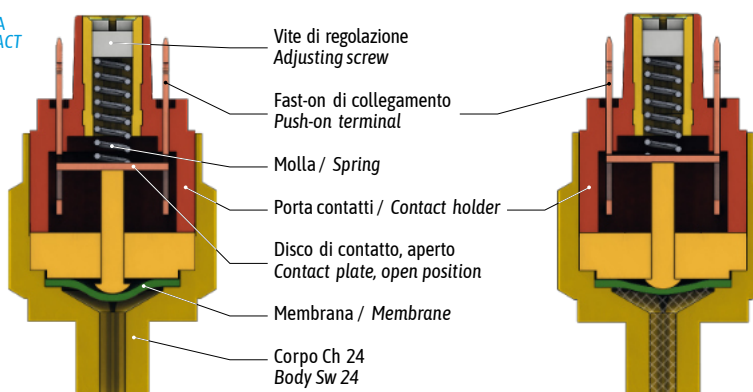 A
ACT
Vite di regolazione
Adjusting screw
Fast-on di collegamento
Push-on terminal
Molla / Spring
Porta contatti / Contact holder
Disco di contatto, aperto
Contact plate, open position
Membrana / Membrane
Corpo Ch 24
Body Sw 24